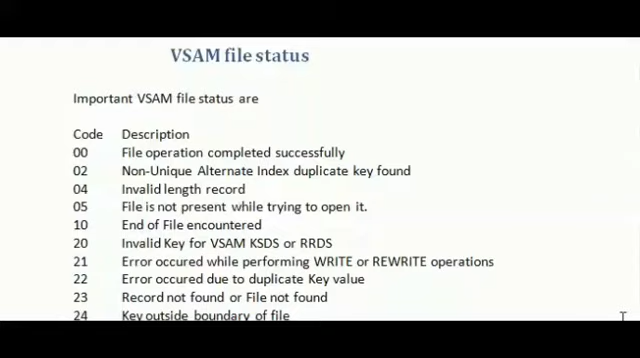 VSAM file status
Important VSAM file status are
Code Description
00 File operation completed successfully
02 Non-Unique Alternate Index duplicate key found
04 Invalid length record
05 File is not present while trying to open it.
10 End of File encountered
20 Invalid Key for VSAM KSDS or RRDS
21 Error occured while performing WRITE or REWRITE operations
22 Error occured due to duplicate Key value
23 Record not found or File not found
24 Key outside boundary of file